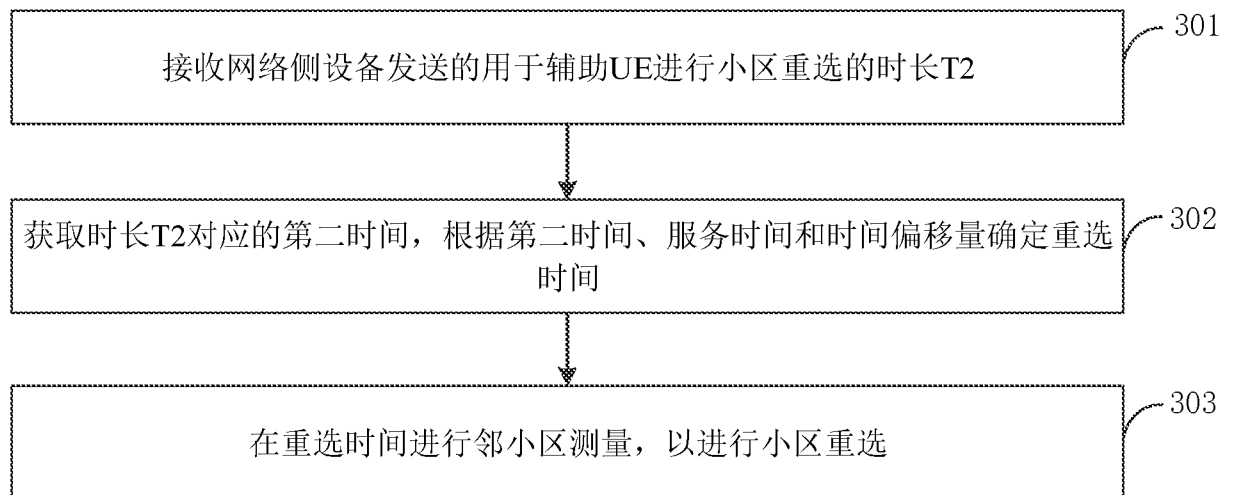 301
接收网络侧设备发送的用于辅助UE进行小区重选的时长T2
302
获取时长T2对应的第二时间，根据第二时间、服务时间和时间偏移量确定重选
时间
303
在重选时间进行邻小区测量，以进行小区重选